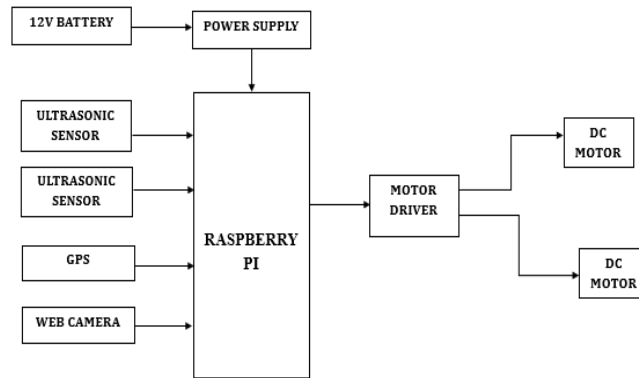 12V BATTERY
POWER SUPPLY
ULTRASONIC
SENSOR
ULTRASONIC
SENSOR
GPS
WEB CAMERA
RASPBERRY
PI
MOTOR
DRIVER
DC
MOTOR
DC
MOTOR